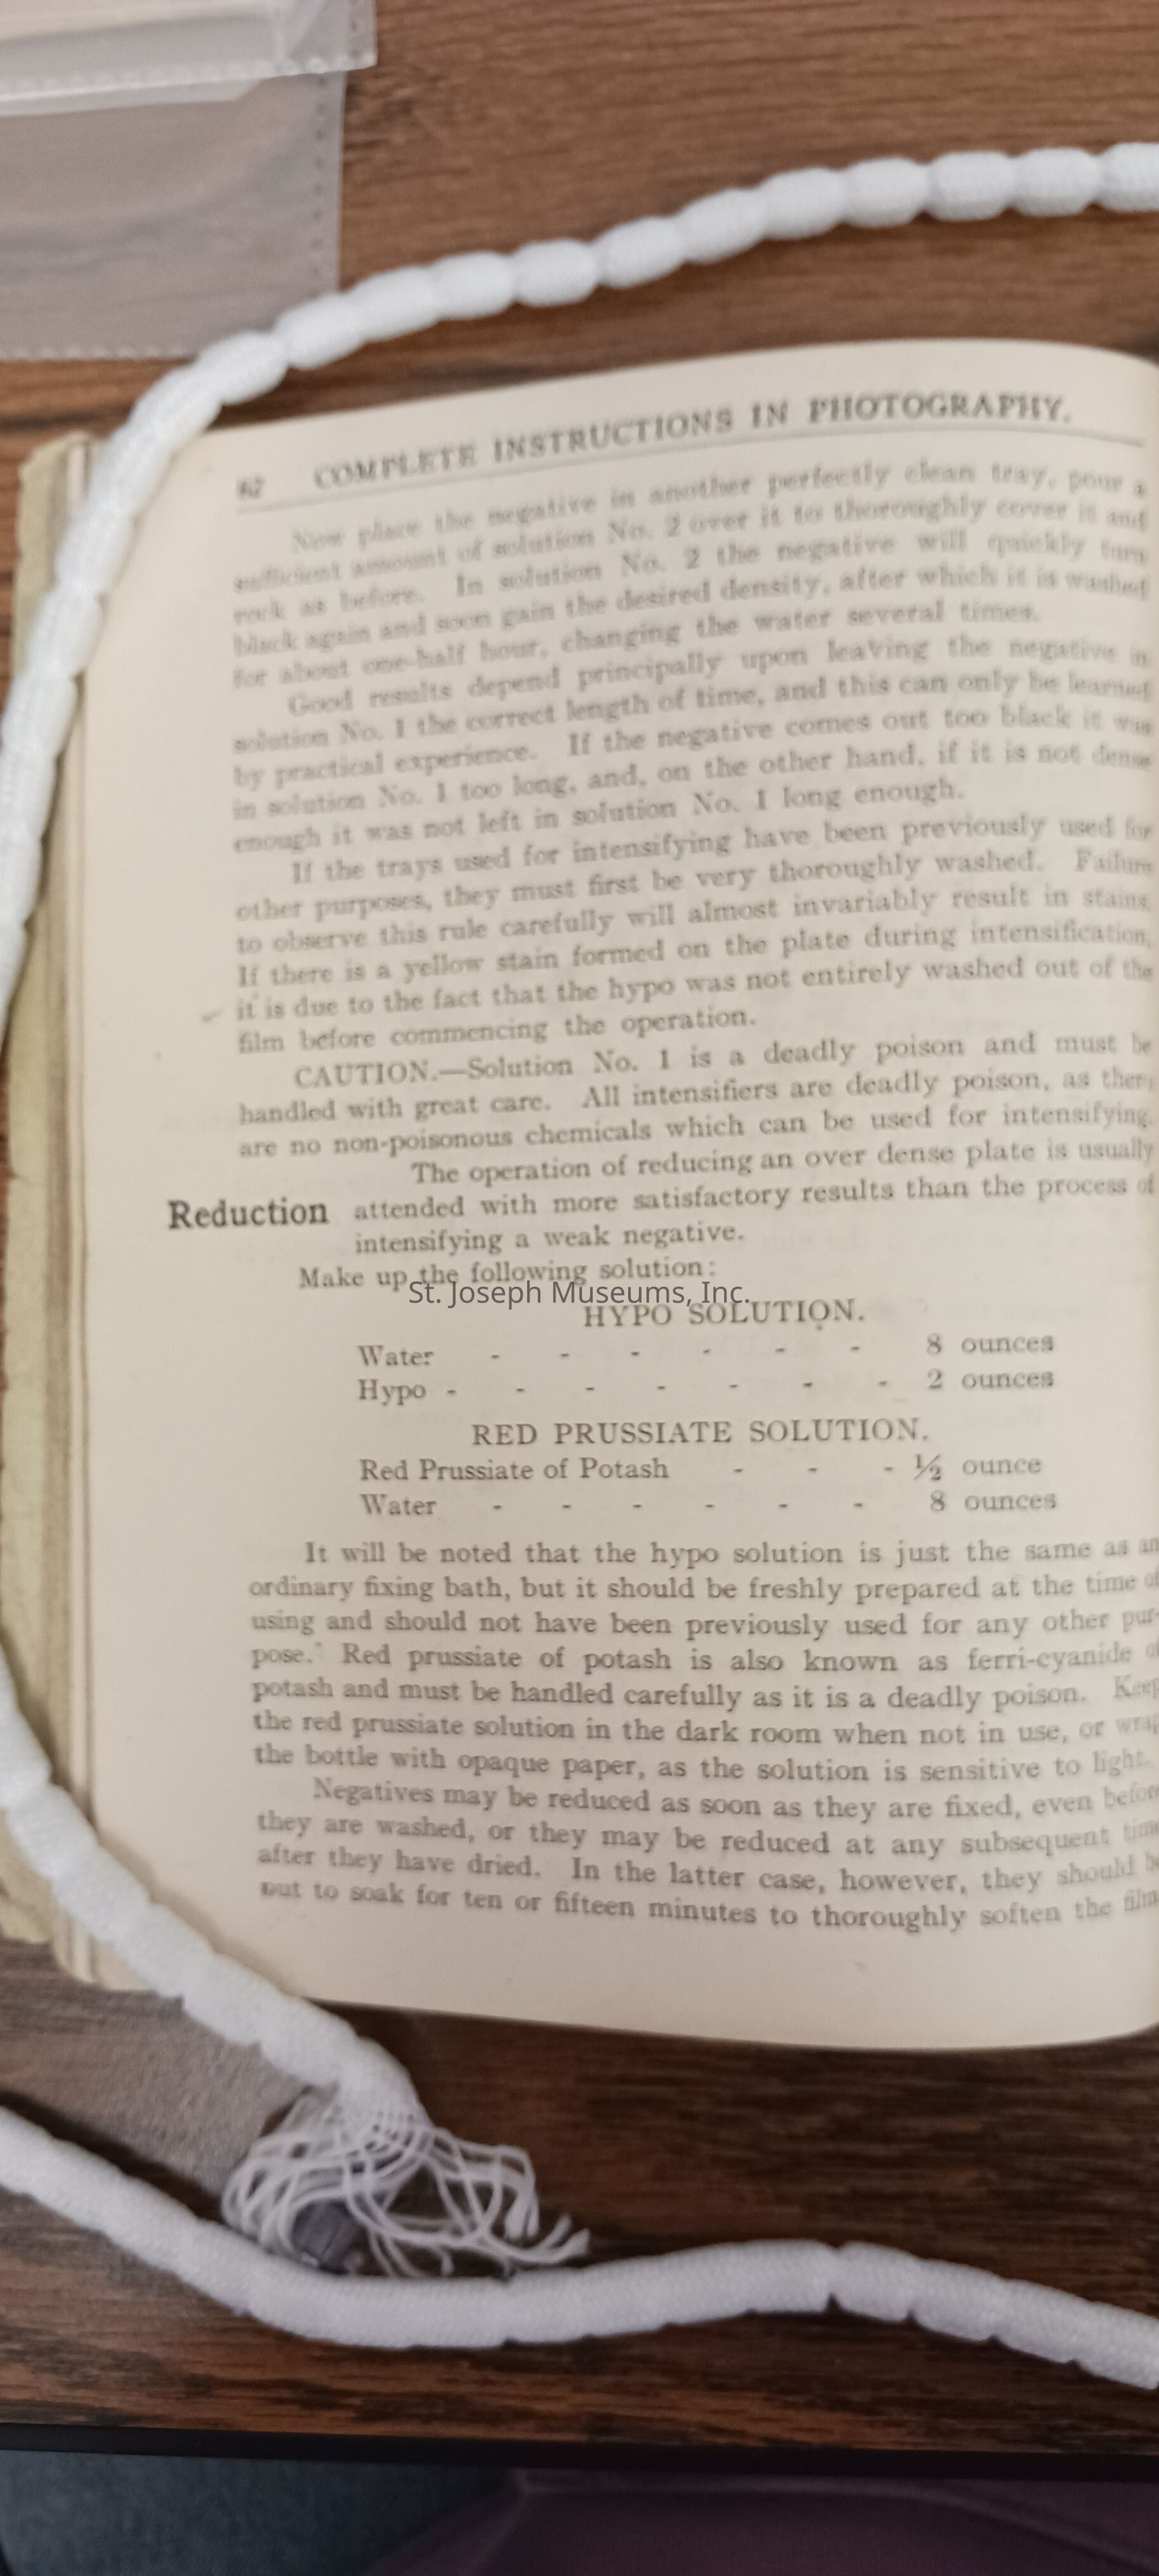 82 COMPLETE INSTRUCTIONS IN PHOTOGRAPHY.
Now place the negative in another perfectly clean tray, pour a
sufficient amount of solution No. 2 over it to thoroughly cover it and
rock as before. In solution No. 2 the negative will quickly turn
black again and soon gain the desired density, after which it is washed
for about one-half hour, changing the water several times.
Good results depend principally upon leaving the negative in
solution No. 1 the correct length of time, and this can only be learned
by practical experience. If the negative comes out too black it was
in solution No. 1 too long, and, on the other hand, if it is not dense
enough it was not left in solution No. 1 long enough.
If the trays used for intensifying have been previously used for
other purposes, they must first be very thoroughly washed. Failure
to observe this rule carefully will almost invariably result in stains.
If there is a yellow stain formed on the plate during intensification,
it is due to the fact that the hypo was not entirely washed out of the
film before commencing the operation.
CAUTION.—Solution No. 1 is a deadly poison and must be
handled with great care. All intensifiers are deadly poison, as there
are no non-poisonous chemicals which can be used for intensifying.
The operation of reducing an over dense plate is usually
Reduction attended with more satisfactory results than the process of
intensifying a weak negative.
Make up the following solution:
St. Joseph Museums, Inc.
HYPO SOLUTION.
Water - - - - - - 8 ounces
Hypo - - - - - - - 2 ounces
RED PRUSSIATE SOLUTION.
Red Prussiate of Potash - - - ½ ounce
Water - - - - - - 8 ounces
It will be noted that the hypo solution is just the same as an
ordinary fixing bath, but it should be freshly prepared at the time of
using and should not have been previously used for any other pur-
pose. Red prussiate of potash is also known as ferri-cyanide of
potash and must be handled carefully as it is a deadly poison. Keep
the red prussiate solution in the dark room when not in use, or wrap
the bottle with opaque paper, as the solution is sensitive to light.
Negatives may be reduced as soon as they are fixed, even before
they are washed, or they may be reduced at any subsequent time
after they have dried. In the latter case, however, they should be
put to soak for ten or fifteen minutes to thoroughly soften the film